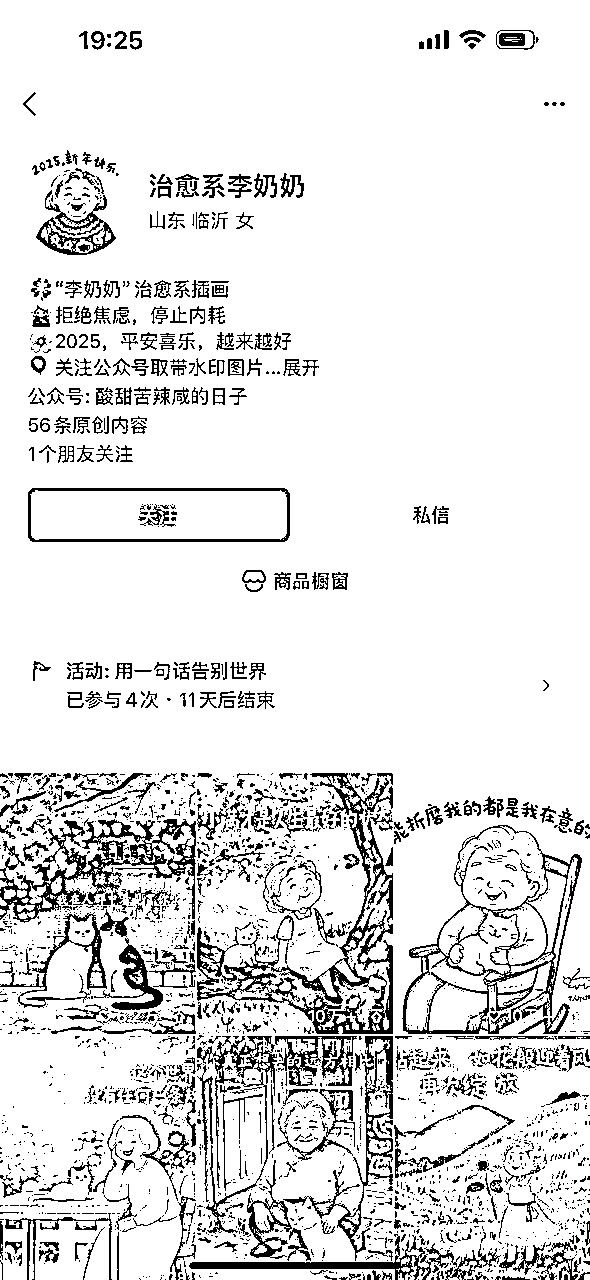 19:25
2025,新年快乐.
治愈系李奶奶
山东 临沂 女
“李奶奶”治愈系插画
拒绝焦虑，停止内耗
2025，平安喜乐，越来越好
关注公众号取带水印图片...展开
公众号: 酸甜苦辣咸的日子
56条原创内容
1个朋友关注
关注
私信
商品橱窗
活动: 用一句话告别世界
已参与4次 · 11天后结束
能折磨我的都是我在意的
再次绽放